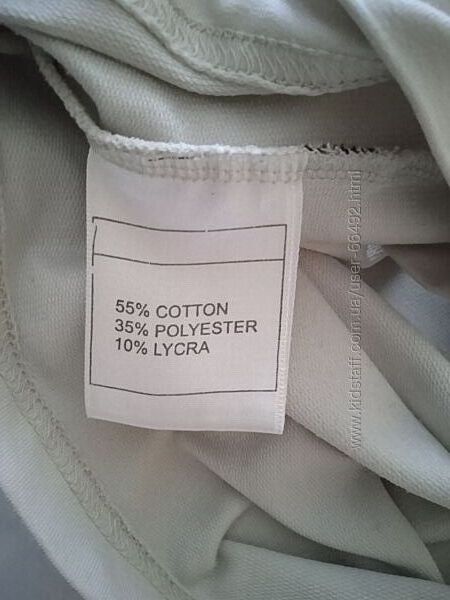 55% COTTON
35% POLYESTER
10% LYCRA
www.kidstaff.com.ua/user-66492.html